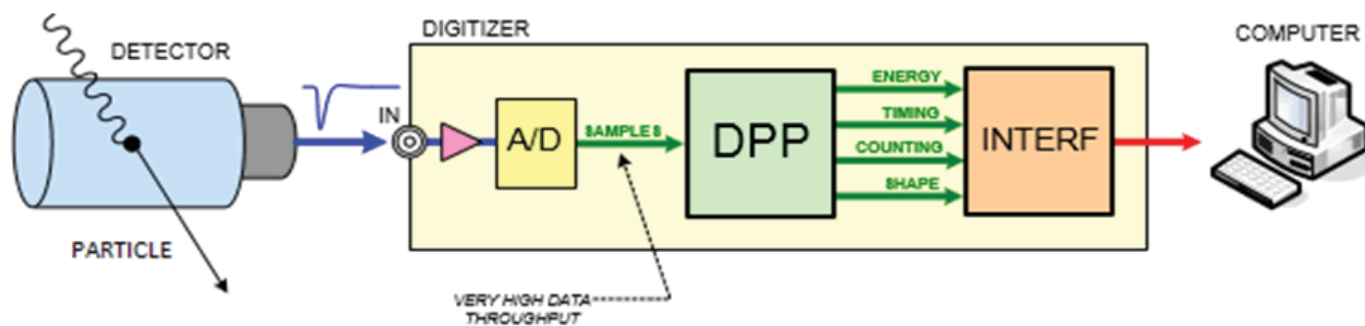 DETECTOR
PARTICLE
DIGITIZER
IN
A/D
SAMPLES
VERY HIGH DATA
THROUGHPUT
DPP
ENERGY
TIMING
COUNTING
SHAPE
INTERF
COMPUTER